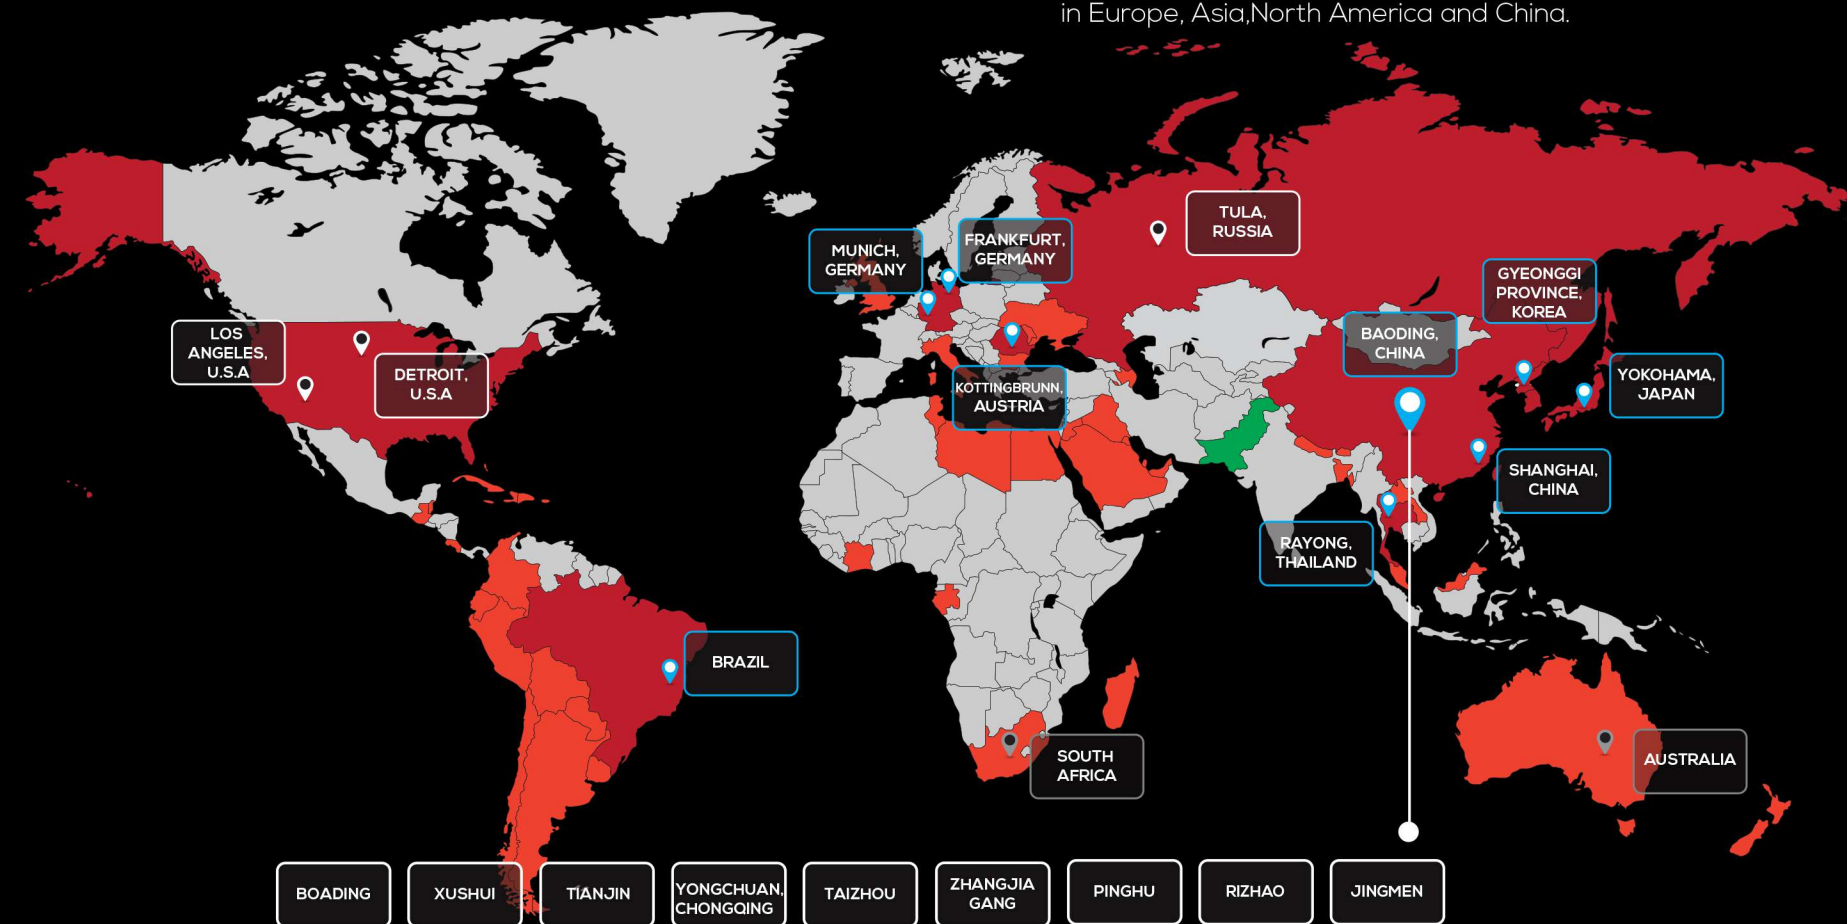 in Europe, Asia,North America and China.
TULA,
RUSSIA
MUNICH,
GERMANY
FRANKFURT,
GERMANY
GYEONGGI
PROVINCE,
KOREA
LOS
ANGELES,
U.S.A
DETROIT,
U.S.A
BAODING,
CHINA
KOTTINGBRUNN,
AUSTRIA
YOKOHAMA,
JAPAN
SHANGHAI,
CHINA
RAYONG,
THAILAND
BRAZIL
SOUTH
AFRICA
AUSTRALIA
BOADING
XUSHUI
TIANJIN
YONGCHUAN,
CHONGQING
TAIZHOU
ZHANGJIA
GANG
PINGHU
RIZHAO
JINGMEN